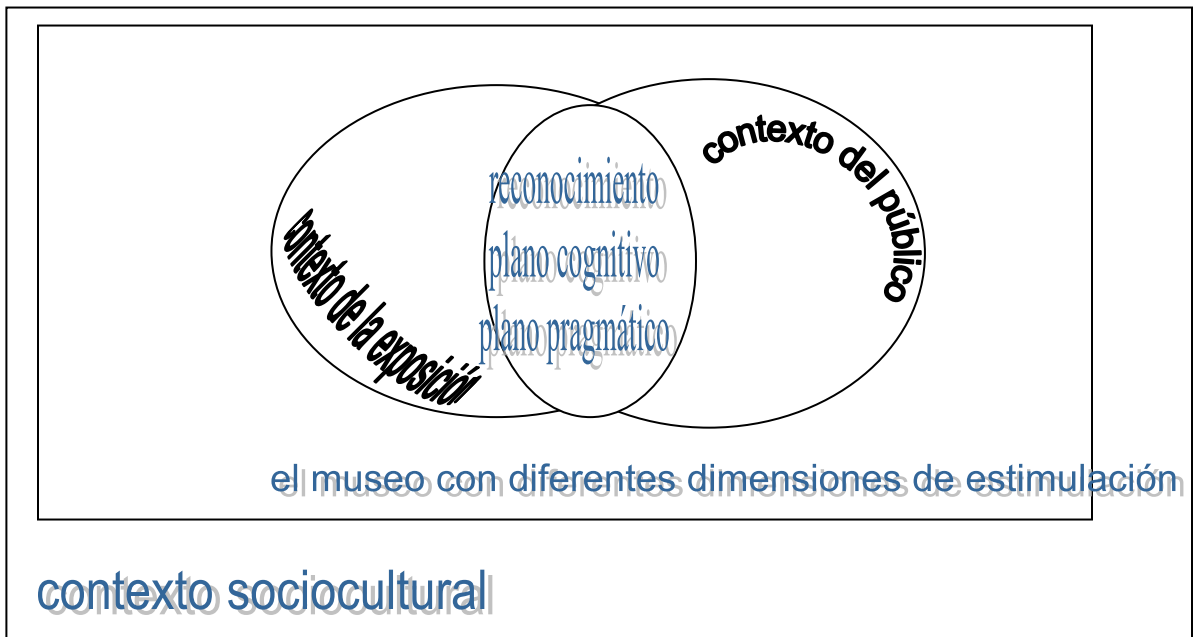 contexto de la exposición
reconocimiento
plano cognitivo
plano pragmático
contexto del público
el museo con diferentes dimensiones de estimulación
contexto sociocultural